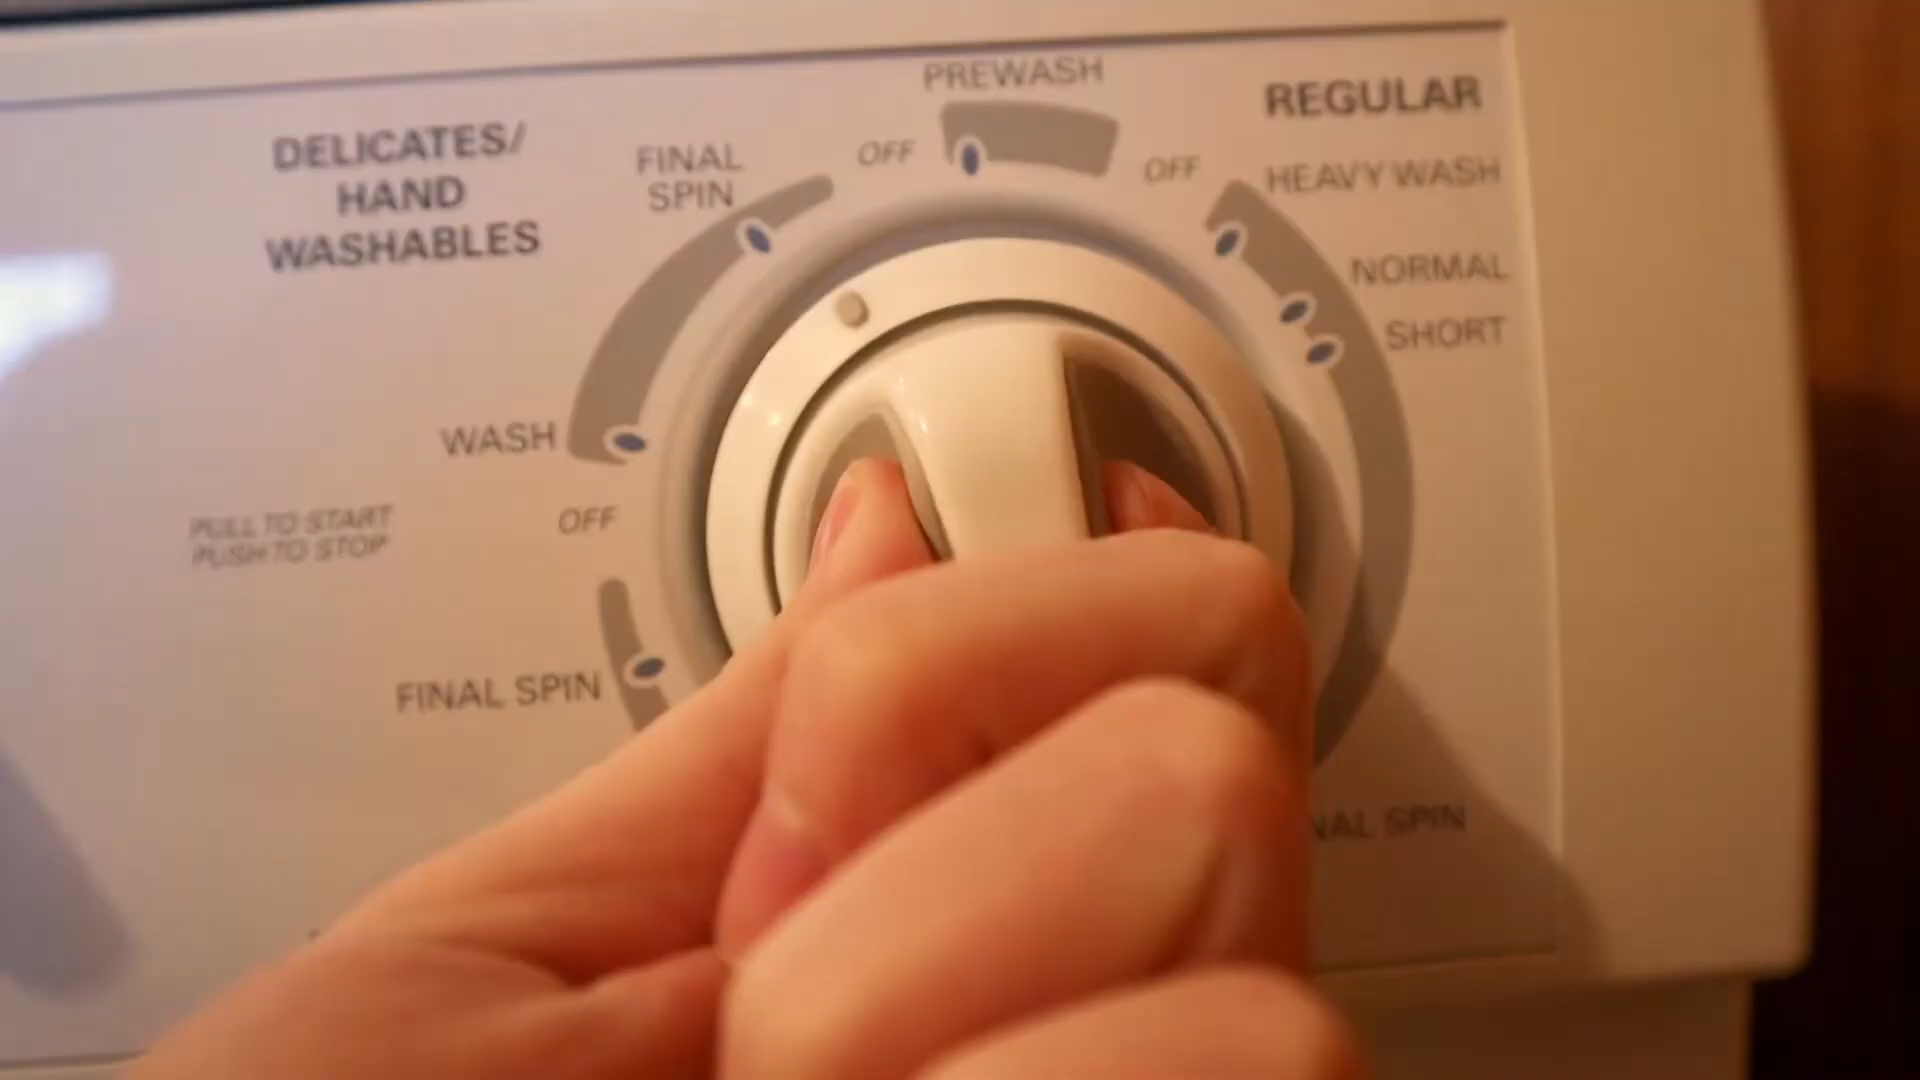 PREWASH
REGULAR
DELICATES/
HAND
WASHABLES
FINAL
SPIN
OFF
OFF
HEAVY WASH
NORMAL
SHORT
WASH
PULL TO START
PUSH TO STOP
OFF
FINAL SPIN
SPIN